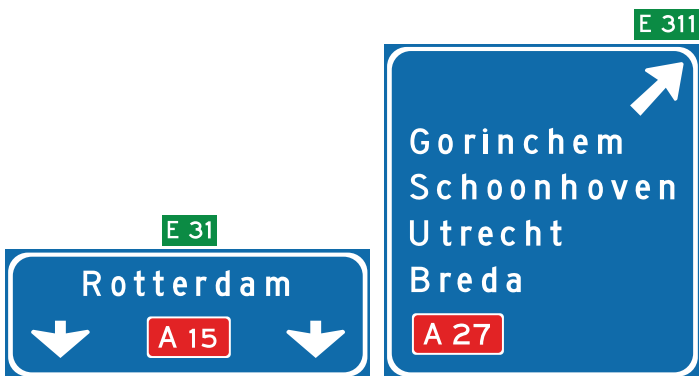 E 31
Rotterdam
A 15
E 311
Gorinchem
Schoonhoven
Utrecht
Breda
A 27